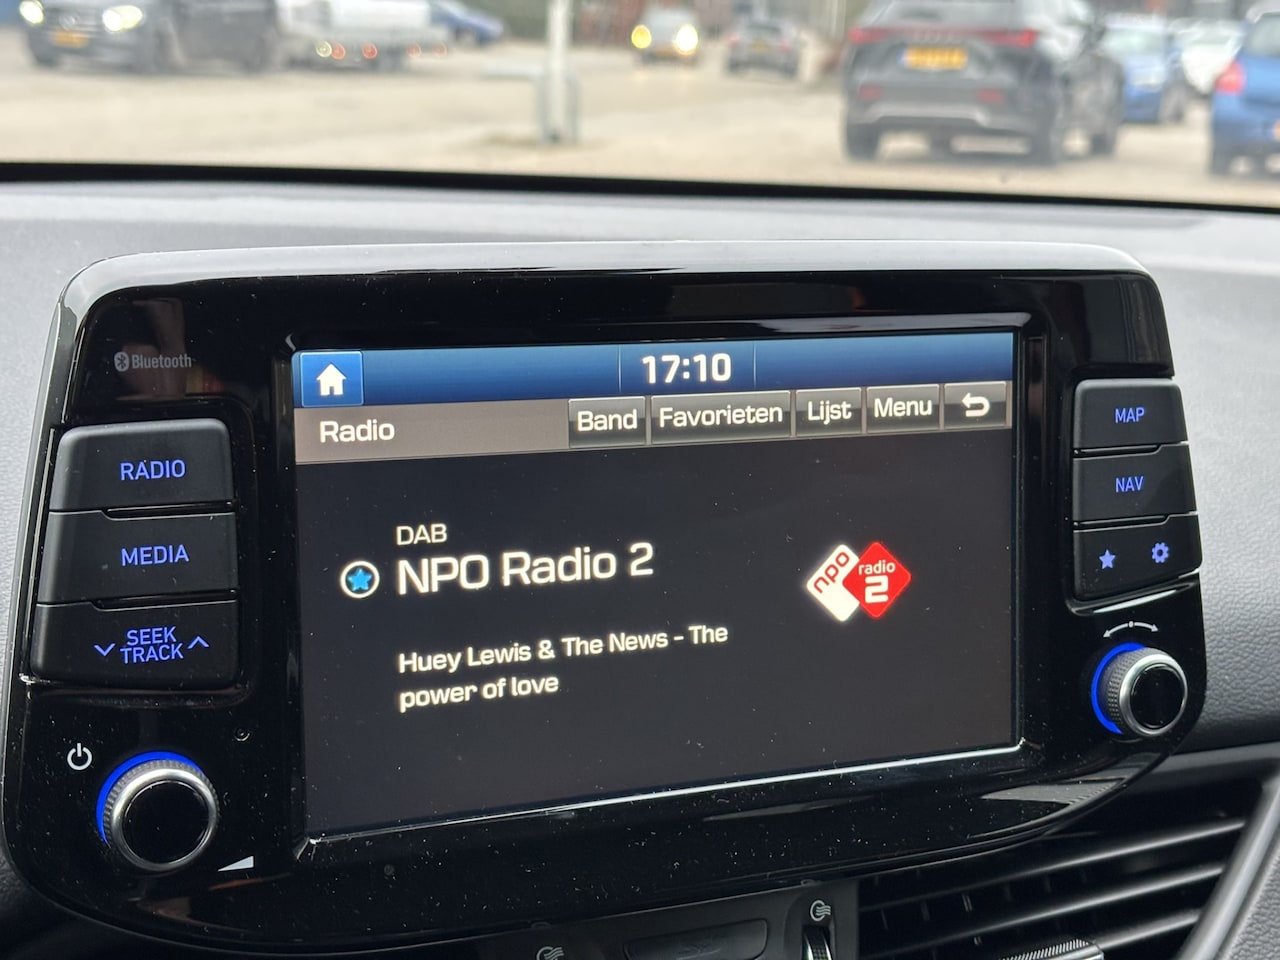 Bluetooth
17:10
Radio
Band
Favorieten
Lijst
Menu
RADIO
MEDIA
SEEK
TRACK
MAP
NAV
DAB
NPO Radio 2
npo
radio
2
Huey Lewis & The News - The
power of love